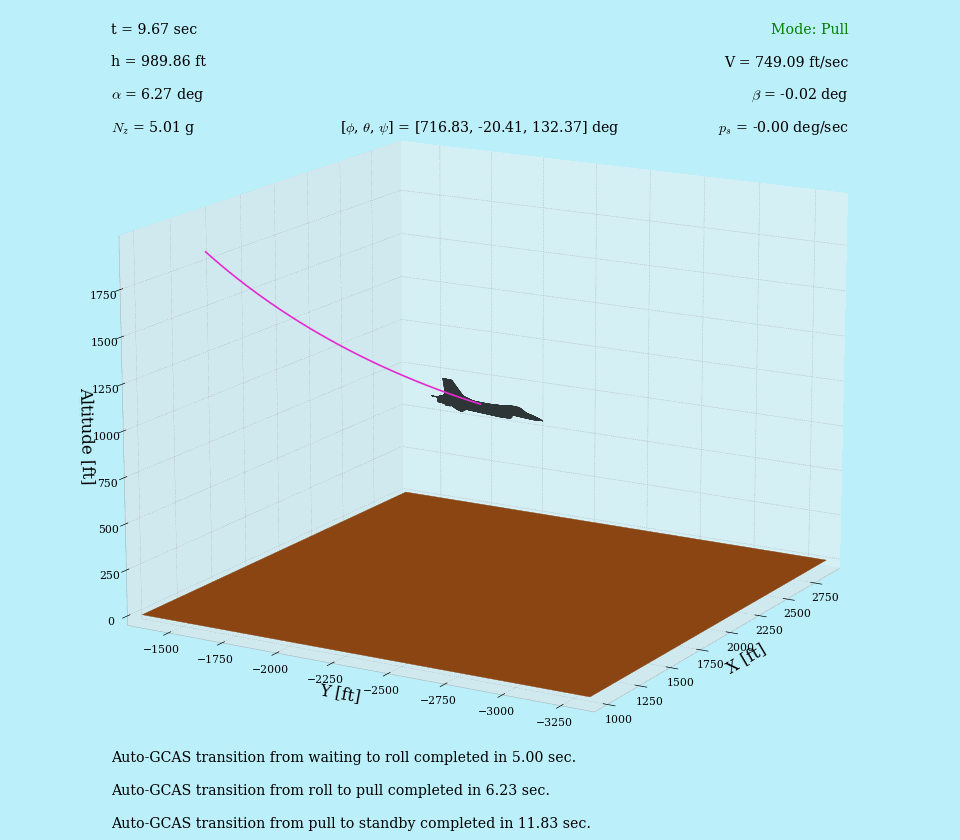 t = 9.67 sec
Mode: Pull
h = 989.86 ft
V = 749.09 ft/sec
α = 6.27 deg
β = -0.02 deg
N_z = 5.01 g
[ϕ, θ, ψ] = [716.83, -20.41, 132.37] deg
p_s = -0.00 deg/sec
1750
1500
1250
1000
750
500
250
0
Altitude [ft]
−1500
−1750
−2000
−2250
−2500
−2750
−3000
−3250
Y [ft]
2750
2500
2250
2000
1750
1500
1250
1000
X [ft]
Auto-GCAS transition from waiting to roll completed in 5.00 sec.
Auto-GCAS transition from roll to pull completed in 6.23 sec.
Auto-GCAS transition from pull to standby completed in 11.83 sec.